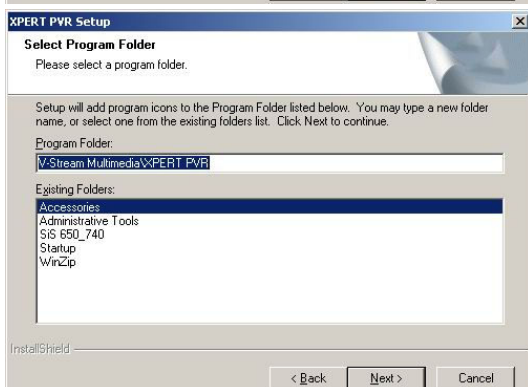 XPERT PVR Setup
Select Program Folder
Please select a program folder.
Setup will add program icons to the Program Folder listed below. You may type a new folder
name, or select one from the existing folders list. Click Next to continue.
Program Folder:
V-Stream Multimedia\XPERT PVR
Existing Folders:
Accessories
Administrative Tools
SiS 650_740
Startup
WinZip
InstallShield
< Back Next > Cancel